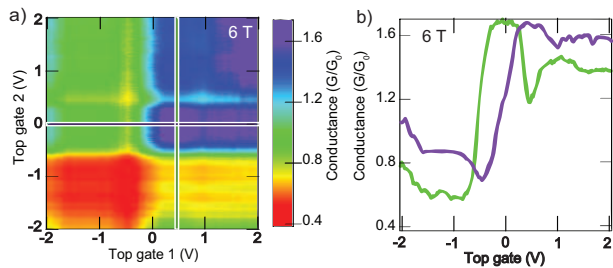 a)
6 T
2
1
0
-1
-2
Top gate 2 (V)
-2 -1 0 1 2
Top gate 1 (V)
1.6
1.2
0.8
0.4
Conductance (G/G0)
b)
6 T
1.6
1.2
0.8
0.4
Conductance (G/G0)
-2 -1 0 1 2
Top gate (V)